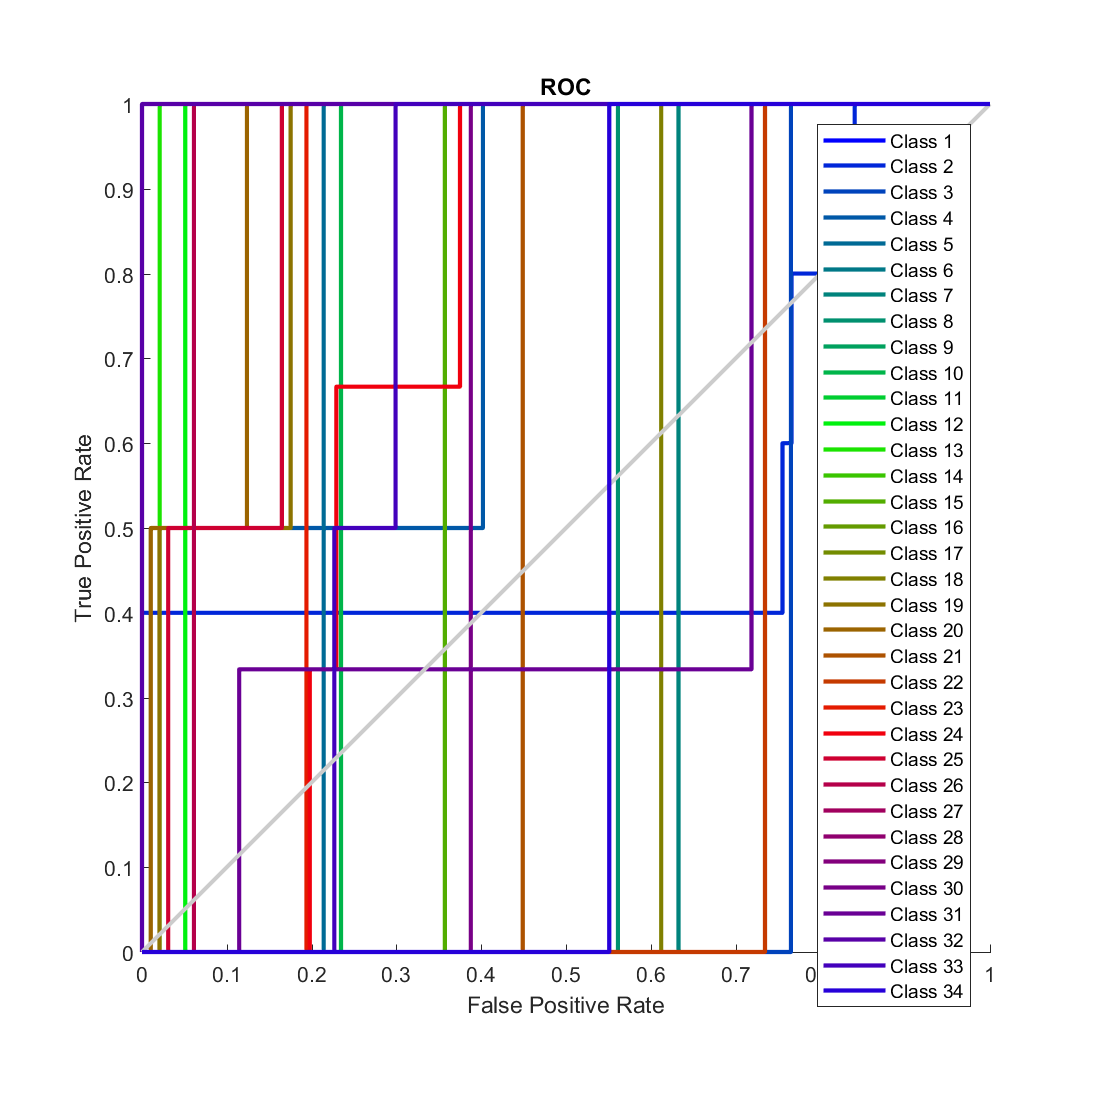 ROC
1
0.9
0.8
0.7
0.6
0.5
0.4
0.3
0.2
0.1
0
True Positive Rate
0 0.1 0.2 0.3 0.4 0.5 0.6 0.7 1
False Positive Rate
Class 1
Class 2
Class 3
Class 4
Class 5
Class 6
Class 7
Class 8
Class 9
Class 10
Class 11
Class 12
Class 13
Class 14
Class 15
Class 16
Class 17
Class 18
Class 19
Class 20
Class 21
Class 22
Class 23
Class 24
Class 25
Class 26
Class 27
Class 28
Class 29
Class 30
Class 31
Class 32
Class 33
Class 34